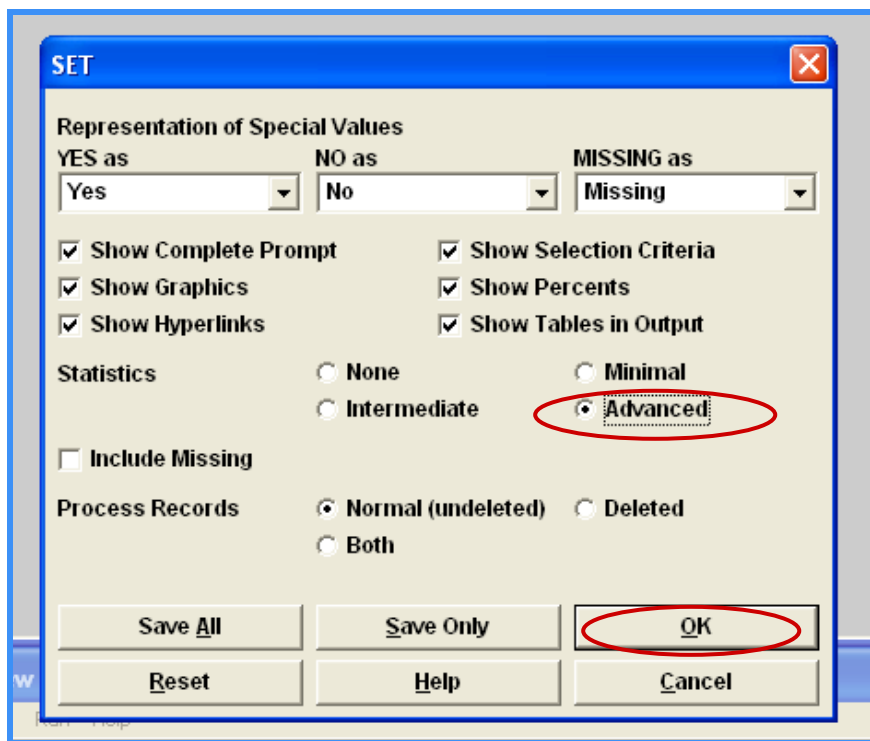 SET
Representation of Special Values
YES as NO as MISSING as
Yes No Missing
Show Complete Prompt Show Selection Criteria
Show Graphics Show Percents
Show Hyperlinks Show Tables in Output
Statistics None Minimal
Intermediate Advanced
Include Missing
Process Records Normal (undeleted) Deleted
Both
Save All Save Only OK
Reset Help Cancel